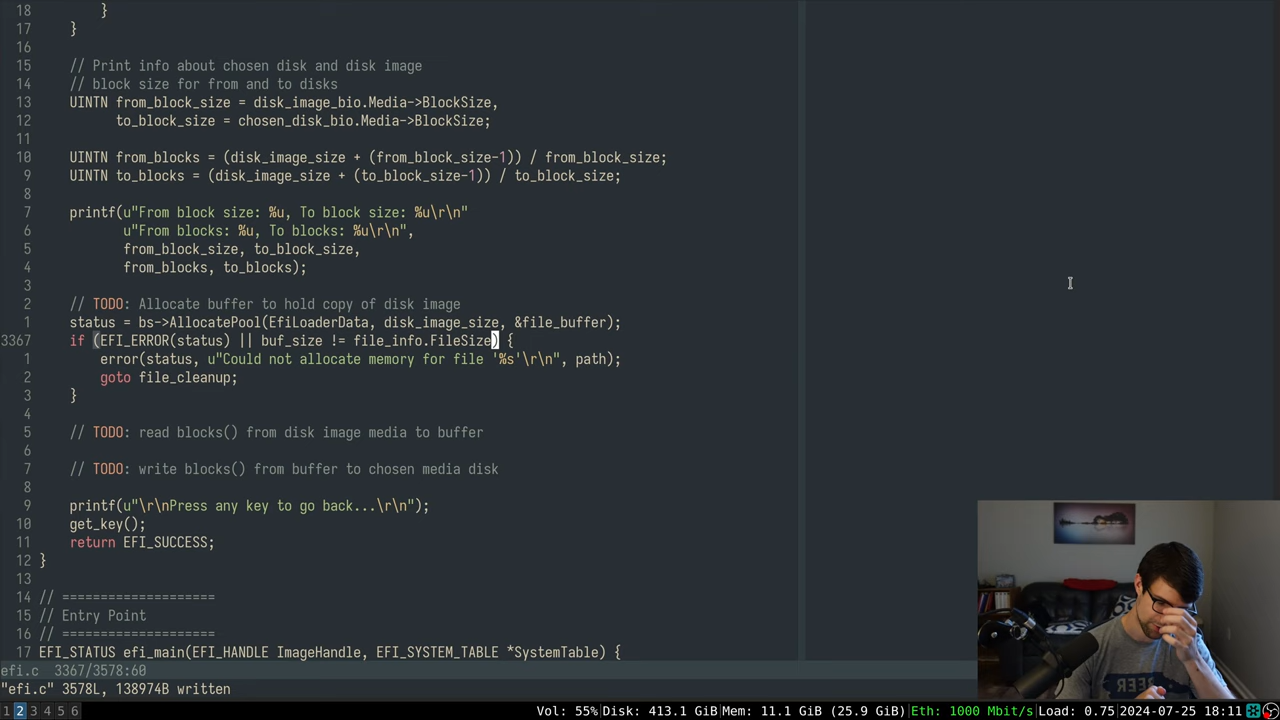 18         }
17     }
16
15     // Print info about chosen disk and disk image
14     // block size for from and to disks
13     UINTN from_block_size = disk_image_bio.Media->BlockSize,
12           to_block_size = chosen_disk_bio.Media->BlockSize;
11
10     UINTN from_blocks = (disk_image_size + (from_block_size-1)) / from_block_size;
9     UINTN to_blocks = (disk_image_size + (to_block_size-1)) / to_block_size;
8
7     printf(u"From block size: %u, To block size: %u\r\n"
6            u"From blocks: %u, To blocks: %u\r\n",
5            from_block_size, to_block_size,
4            from_blocks, to_blocks);
3
2     // TODO: Allocate buffer to hold copy of disk image
1     status = bs->AllocatePool(EfiLoaderData, disk_image_size, &file_buffer);
3367     if (EFI_ERROR(status) || buf_size != file_info.FileSize) {
1         error(status, u"Could not allocate memory for file '%s'\r\n", path);
2         goto file_cleanup;
3     }
4
5     // TODO: read blocks() from disk image media to buffer
6
7     // TODO: write blocks() from buffer to chosen media disk
8
9     printf(u"\r\nPress any key to go back...\r\n");
10     get_key();
11     return EFI_SUCCESS;
12 }
13
14 // ====================
15 // Entry Point
16 // ====================
17 EFI_STATUS efi_main(EFI_HANDLE ImageHandle, EFI_SYSTEM_TABLE *SystemTable) {
efi.c  3367/3578:60
"efi.c" 3578L, 138974B written
1 2 3 4 5 6 Vol: 55% Disk: 413.1 GiB Mem: 11.1 GiB (25.9 GiB) Eth: 1000 Mbit/s Load: 0.75 2024-07-25 18:11
BEER